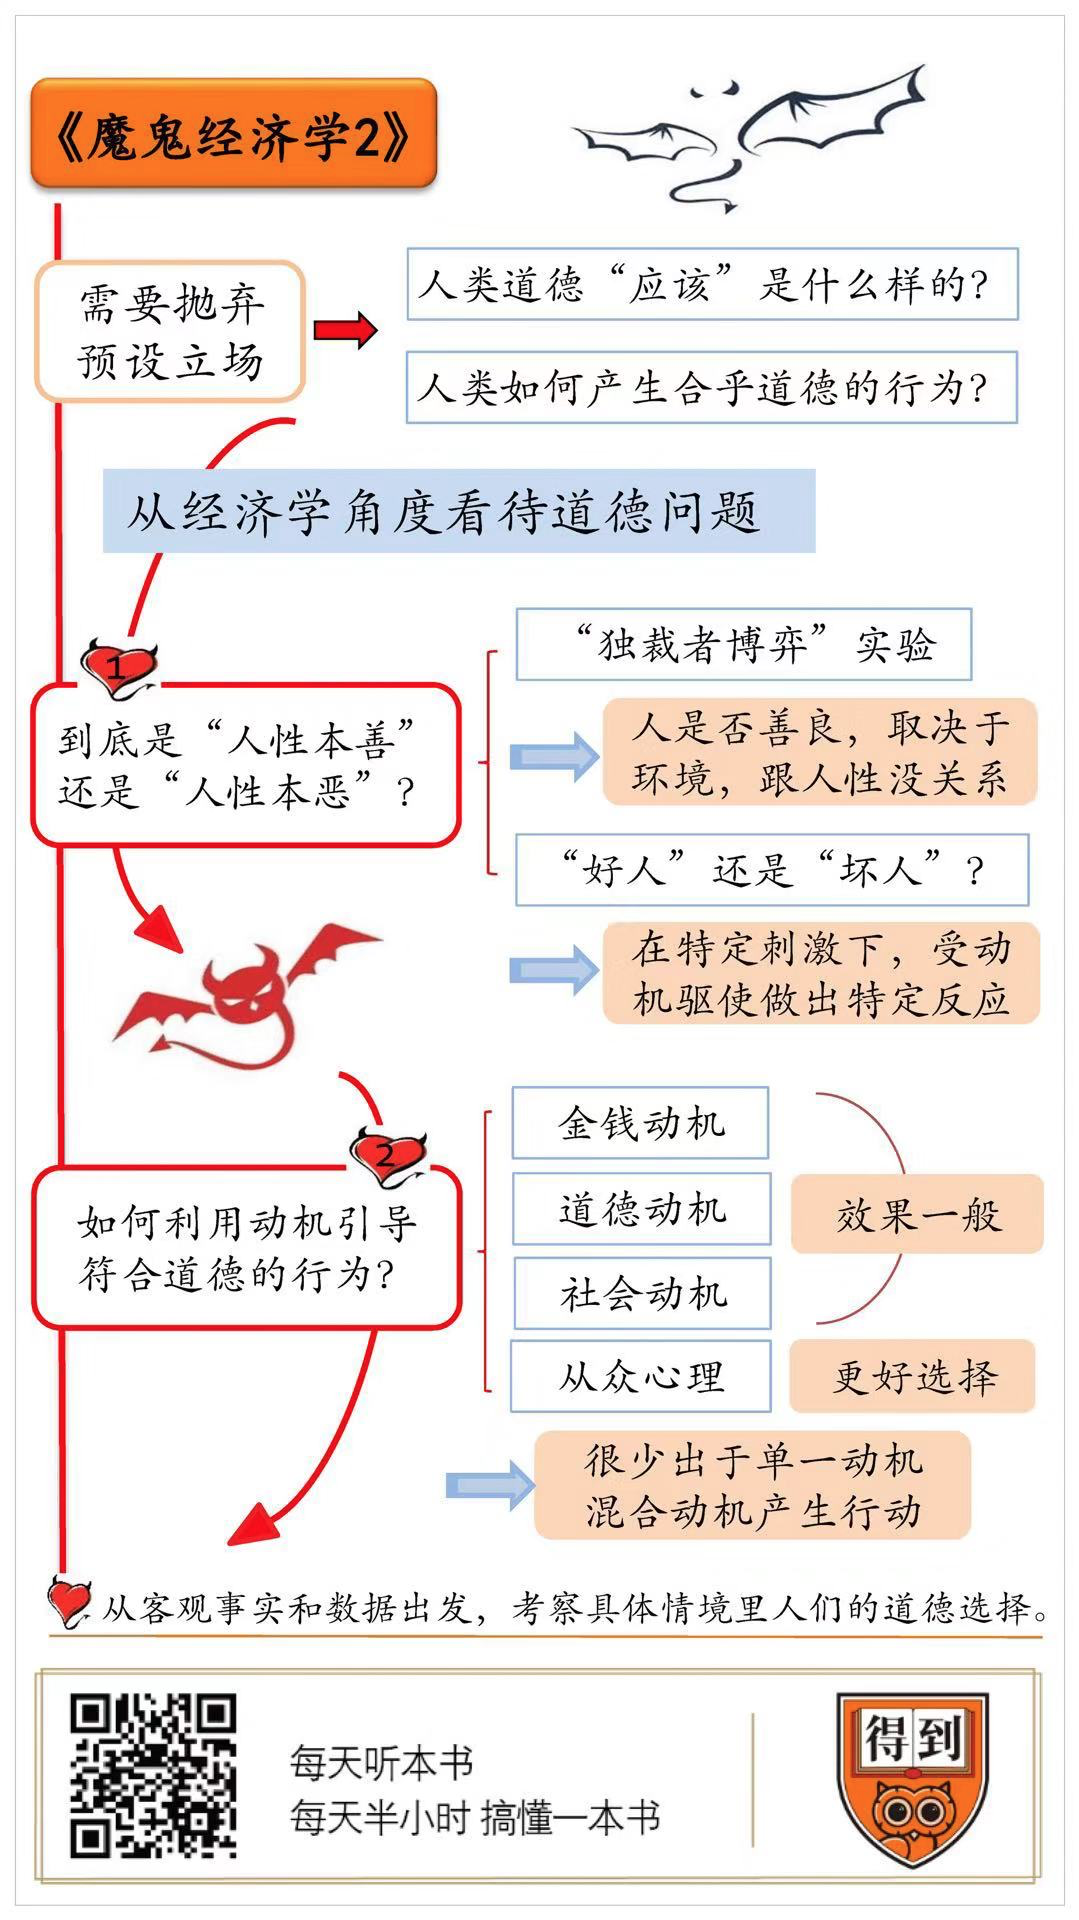 《魔鬼经济学2》
需要抛弃
预设立场
人类道德“应该”是什么样的？
人类如何产生合乎道德的行为？
从经济学角度看待道德问题
1
到底是“人性本善”
还是“人性本恶”？
“独裁者博弈”实验
人是否善良，取决于
环境，跟人性没关系
“好人”还是“坏人”？
在特定刺激下，受动
机驱使做出特定反应
2
如何利用动机引导
符合道德的行为？
金钱动机
道德动机
社会动机
效果一般
从众心理
更好选择
很少出于单一动机
混合动机产生行动
从客观事实和数据出发，考察具体情境里人们的道德选择。
每天听本书
每天半小时 搞懂一本书
得到